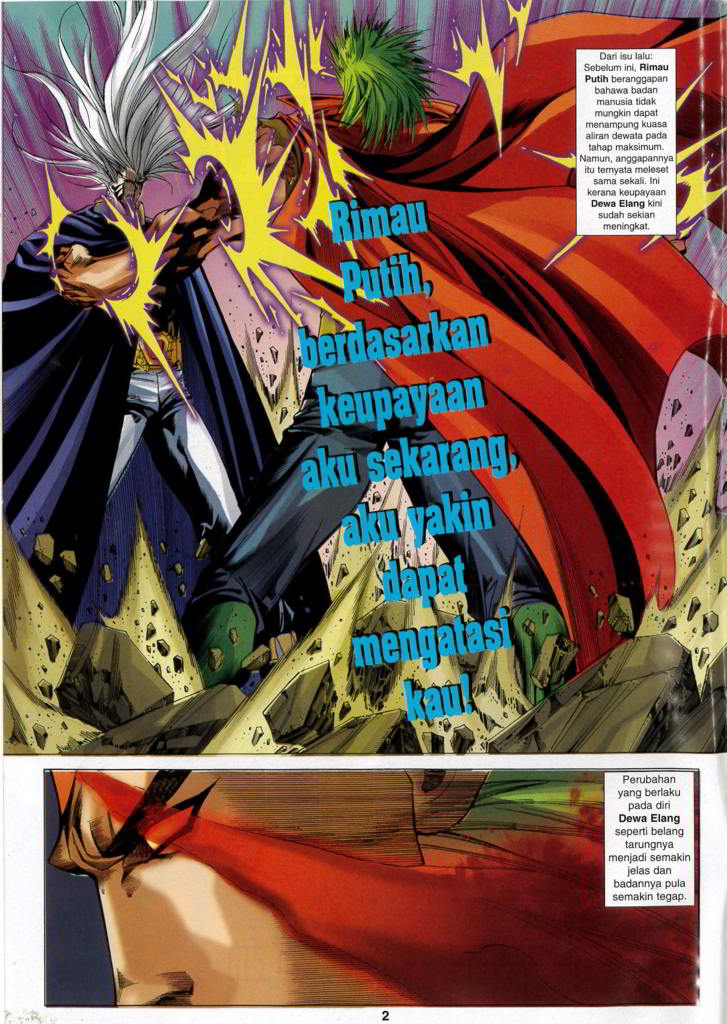 Dari isu lalu:
Sebelum ini, Rimau
Putih beranggapan
bahawa badan
manusia tidak
mungkin dapat
menampung kuasa
aliran dewata pada
tahap maksimum.
Namun, anggapannya
itu ternyata meleset
sama sekali. Ini
kerana keupayaan
Dewa Elang kini
sudah sekian
meningkat.
Rimau
Putih,
berdasarkan
keupayaan
aku sekarang,
aku yakin
dapat
mengatasi
kau!
Perubahan
yang berlaku
pada diri
Dewa Elang
seperti belang
tarungnya
menjadi semakin
jelas dan
badannya pula
semakin tegap.
2